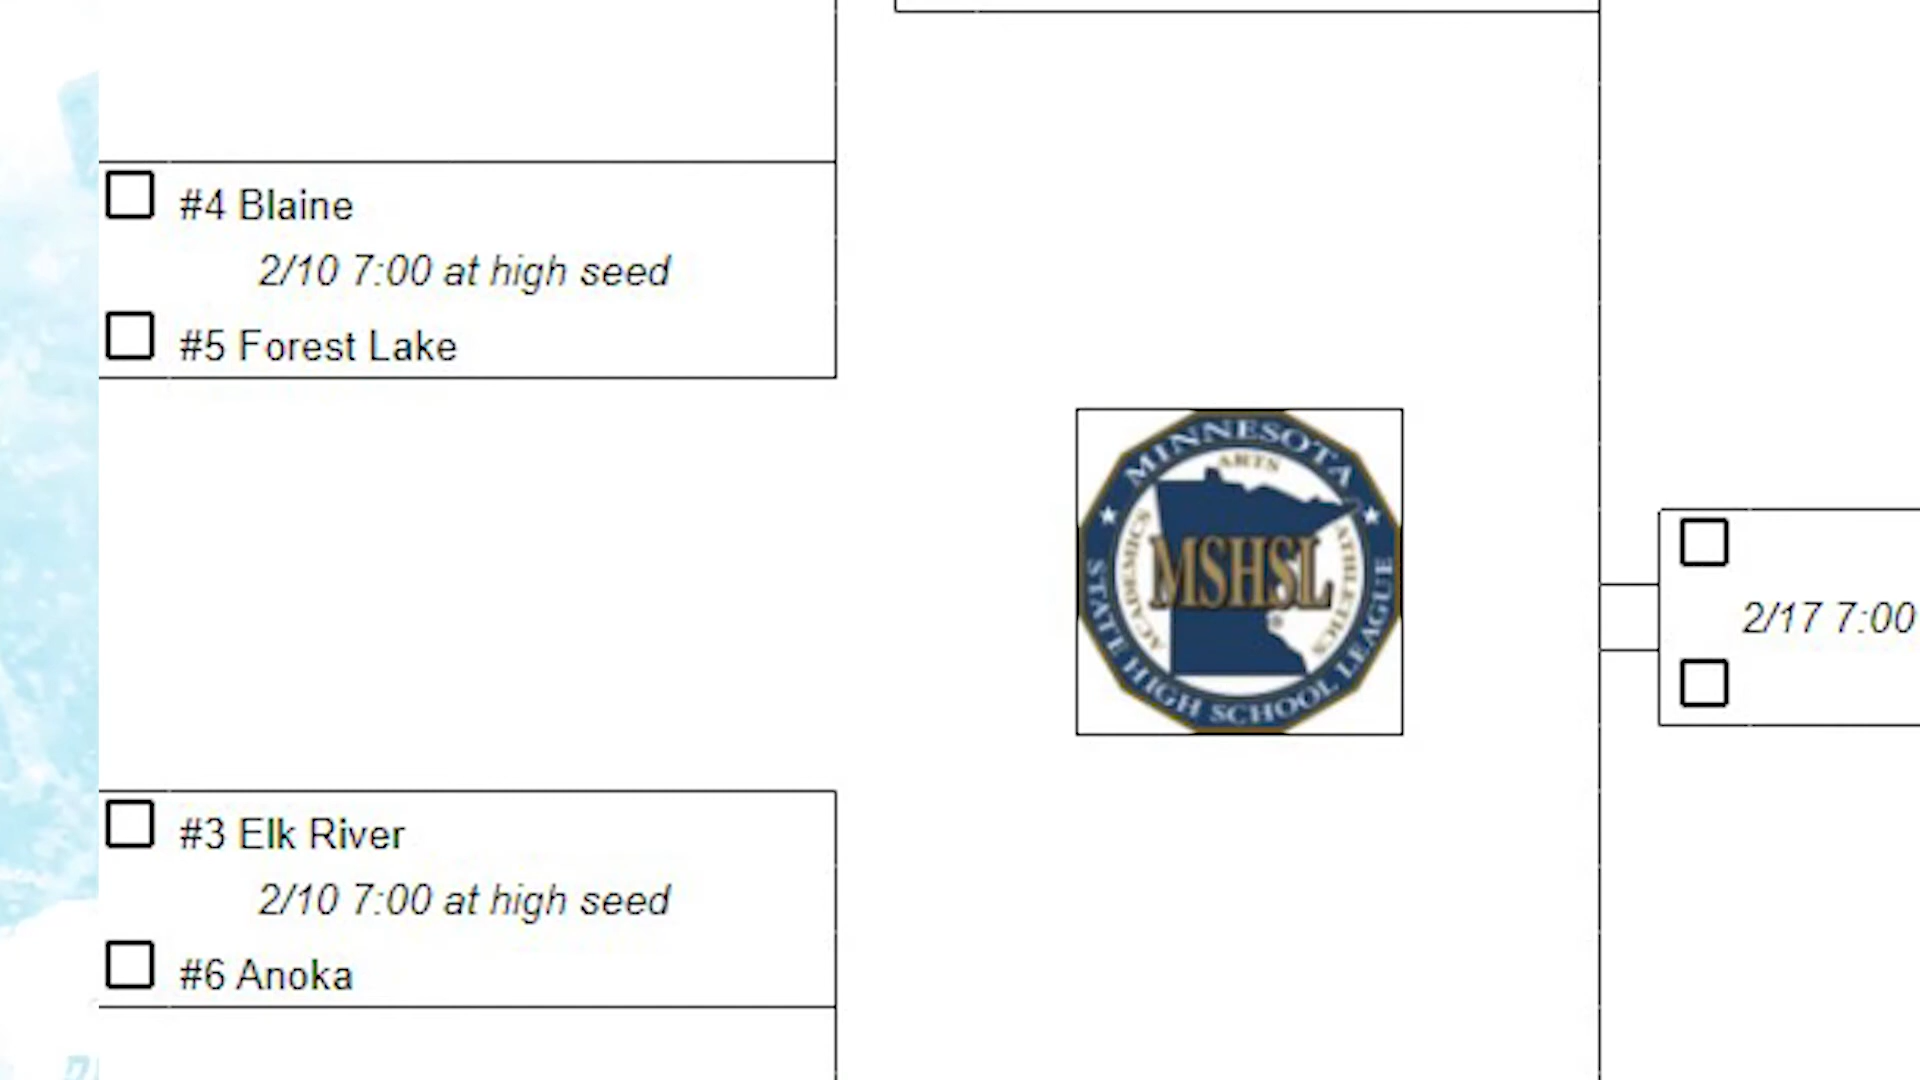 #4 Blaine
2/10 7:00 at high seed
#5 Forest Lake
MINNESOTA
ARTS
ACADEMICS
ATHLETICS
MSHSL
®
STATE HIGH SCHOOL LEAGUE
2/17 7:00
#3 Elk River
2/10 7:00 at high seed
#6 Anoka